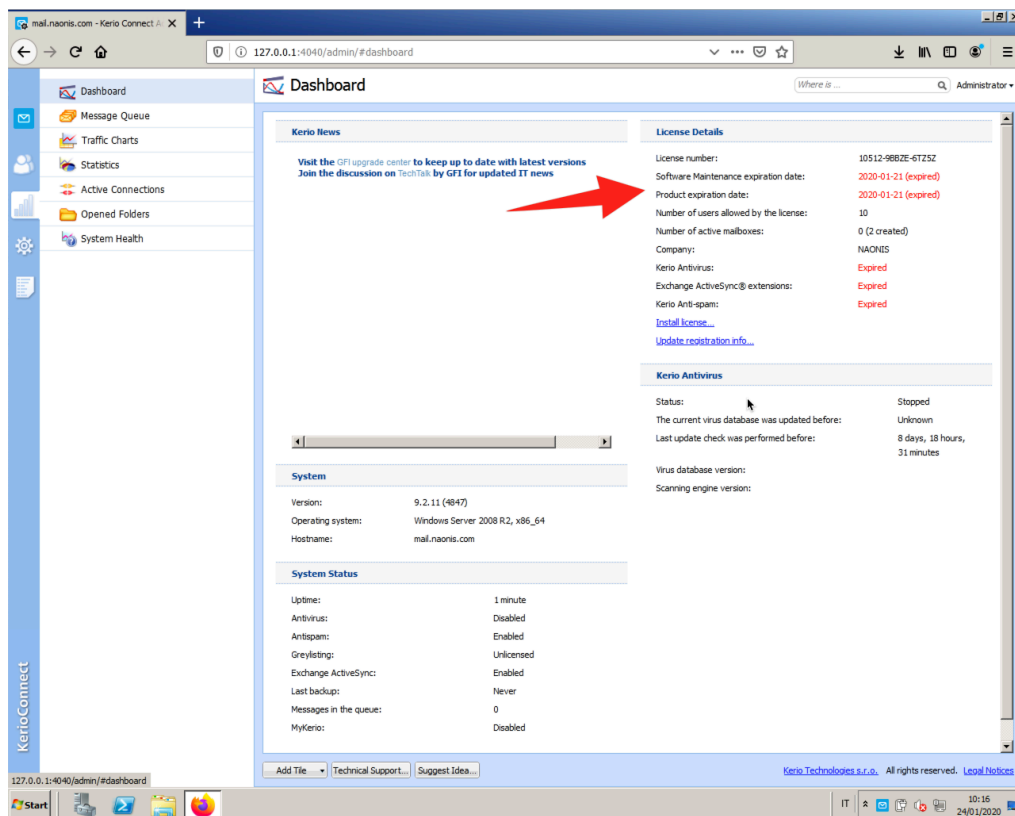 mail.naonis.com - Kerio Connect A
127.0.0.1:4040/admin/#dashboard
Dashboard
Message Queue
Traffic Charts
Statistics
Active Connections
Opened Folders
System Health
KerioConnect
Dashboard
Where is ...
Administrator
Kerio News
Visit the GFI upgrade center to keep up to date with latest versions
Join the discussion on TechTalk by GFI for updated IT news
System
Version: 9.2.11 (4847)
Operating system: Windows Server 2008 R2, x86_64
Hostname: mail.naonis.com
System Status
Uptime: 1 minute
Antivirus: Disabled
Antispam: Enabled
Greylisting: Unlicensed
Exchange ActiveSync: Enabled
Last backup: Never
Messages in the queue: 0
MyKerio: Disabled
License Details
License number: 10512-9BBZE-6TZ5Z
Software Maintenance expiration date: 2020-01-21 (expired)
Product expiration date: 2020-01-21 (expired)
Number of users allowed by the license: 10
Number of active mailboxes: 0 (2 created)
Company: NAONIS
Kerio Antivirus: Expired
Exchange ActiveSync® extensions: Expired
Kerio Anti-spam: Expired
Install license...
Update registration info...
Kerio Antivirus
Status: Stopped
The current virus database was updated before: Unknown
Last update check was performed before: 8 days, 18 hours,
31 minutes
Virus database version:
Scanning engine version:
Add Tile
Technical Support...
Suggest Idea...
Kerio Technologies s.r.o. All rights reserved. Legal Notices
127.0.0.1:4040/admin/#dashboard
Start
IT
10:16
24/01/2020